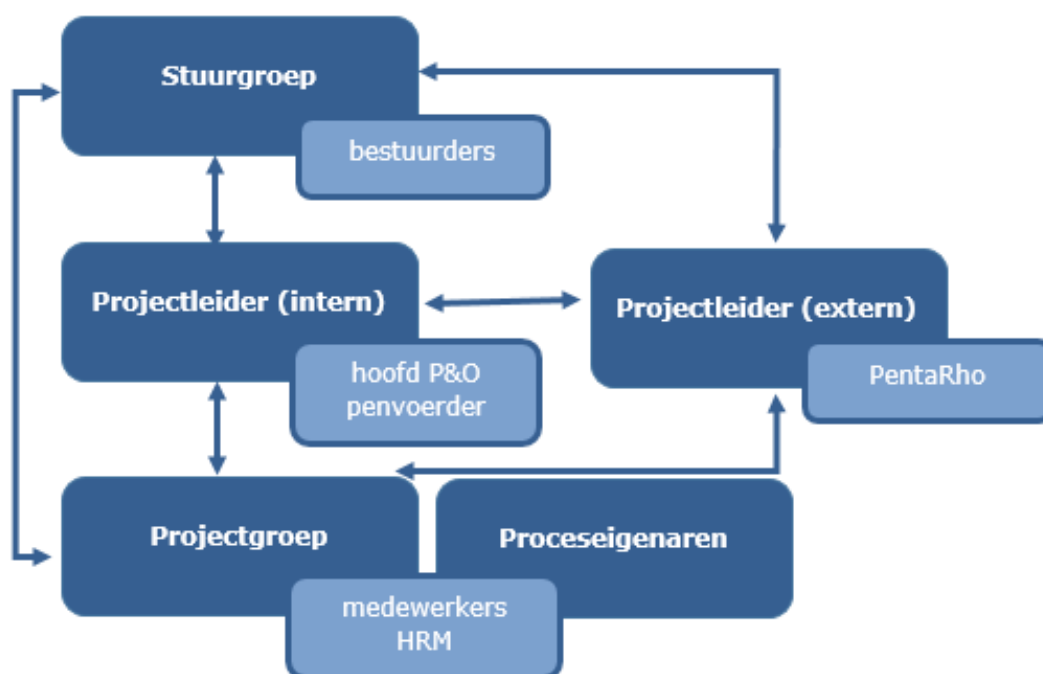 Stuurgroep
bestuurders
Projectleider (intern)
hoofd P&O
penvoerder
Projectleider (extern)
PentaRho
Projectgroep
Proceseigenaren
medewerkers
HRM